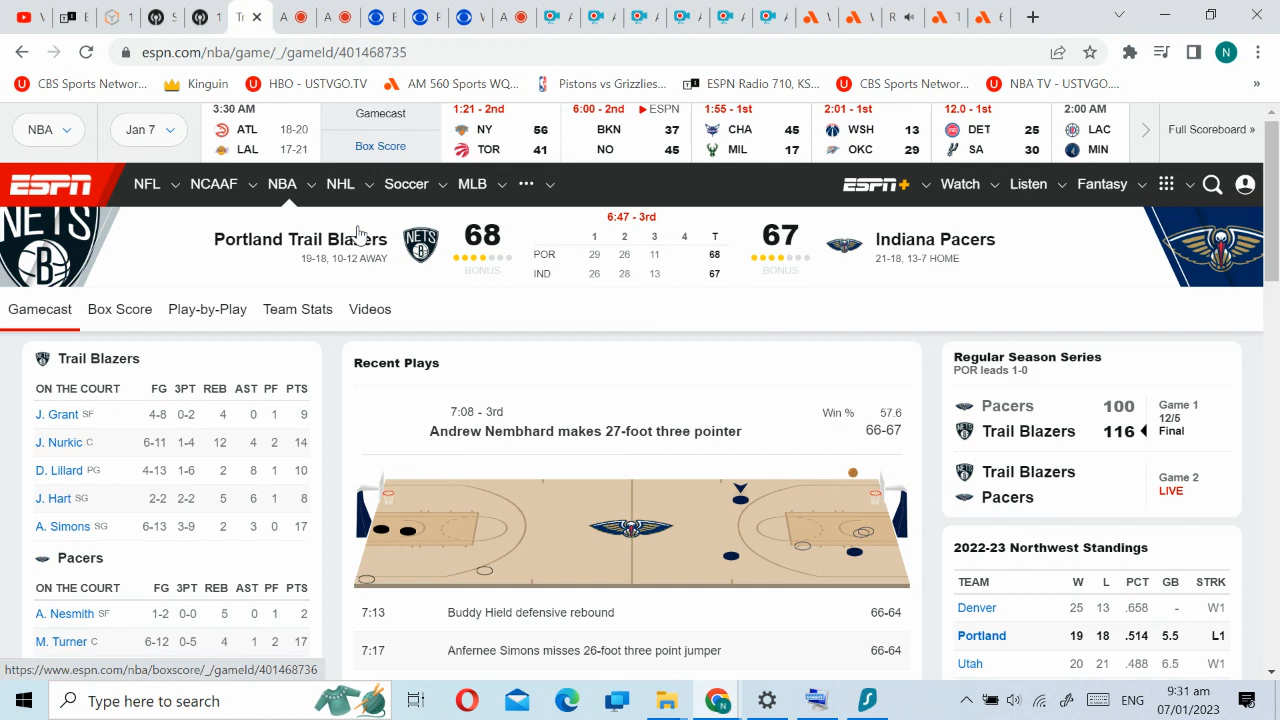 Tr
R
6
espn.com/nba/game/_/gameId/401468735
N
CBS Sports Networ...
Kinguin
HBO - USTVGO.TV
AM 560 Sports WQ...
Pistons vs Grizzlies...
ESPN Radio 710, KS...
CBS Sports Networ...
NBA TV - USTVGO....
»
NBA
Jan 7
3:30 AM
ATL 18-20
LAL 17-21
Gamecast
Box Score
1:21 - 2nd
NY 56
TOR 41
6:00 - 2nd ESPN
BKN 37
NO 45
1:55 - 1st
CHA 45
MIL 17
2:01 - 1st
WSH 13
OKC 29
12.0 - 1st
DET 25
SA 30
2:00 AM
LAC
MIN
Full Scoreboard »
ESPN NFL NCAAF NBA NHL Soccer MLB ••• ESPN+ Watch Listen Fantasy
NETS
B
Portland Trail Blazers
19-18, 10-12 AWAY
NETS
68
BONUS
6:47 - 3rd
1 2 3 4 T
POR 29 26 11 68
IND 26 28 13 67
67
BONUS
Indiana Pacers
21-18, 13-7 HOME
Gamecast Box Score Play-by-Play Team Stats Videos
Trail Blazers
ON THE COURT FG 3PT REB AST PF PTS
J. Grant SF 4-8 0-2 4 0 1 9
J. Nurkic C 6-11 1-4 12 4 2 14
D. Lillard PG 4-13 1-6 2 8 1 10
J. Hart SG 2-2 2-2 5 6 1 8
A. Simons SG 6-13 3-9 2 3 0 17
Pacers
ON THE COURT FG 3PT REB AST PF PTS
A. Nesmith SF 1-2 0-0 5 0 1 2
M. Turner C 6-12 0-5 4 1 2 17
Recent Plays
7:08 - 3rd
Andrew Nembhard makes 27-foot three pointer
Win % 57.6
66-67
7:13 Buddy Hield defensive rebound 66-64
7:17 Anfernee Simons misses 26-foot three point jumper 66-64
Regular Season Series
POR leads 1-0
Pacers 100
Trail Blazers 116
Game 1
12/5
Final
Trail Blazers
Pacers
Game 2
LIVE
2022-23 Northwest Standings
TEAM W L PCT GB STRK
Denver 25 13 .658 - W1
Portland 19 18 .514 5.5 L1
Utah 20 21 .488 6.5 W1
https://www.espn.com/nba/boxscore/_/gameId/401468736
Type here to search
ENG
9:31 am
07/01/2023